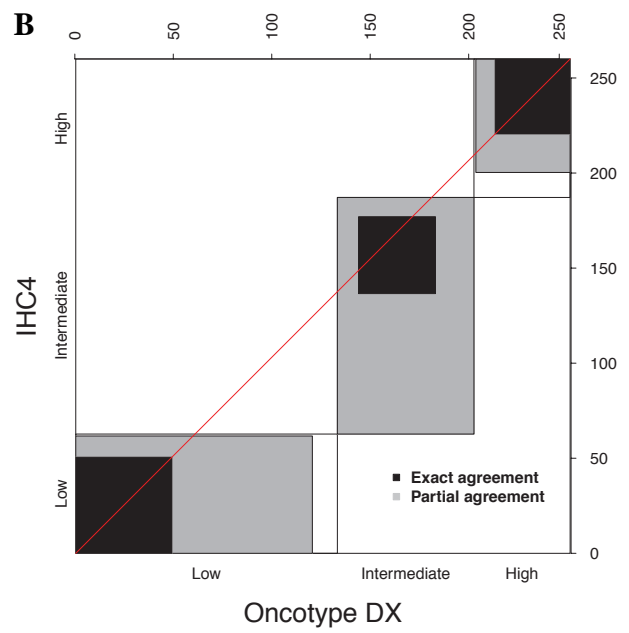 B
0 50 100 150 200 250
High
Intermediate
Low
IHC4
250
200
150
100
50
0
Exact agreement
Partial agreement
Low Intermediate High
Oncotype DX